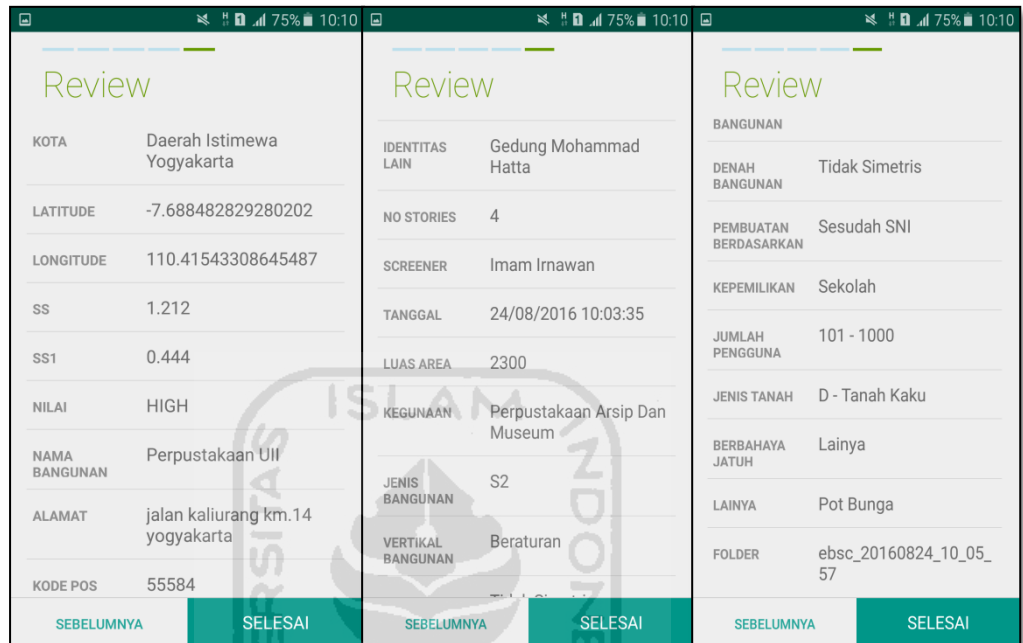 75% 10:10
Review
KOTA Daerah Istimewa
Yogyakarta
LATITUDE -7.688482829280202
LONGITUDE 110.41543308645487
SS 1.212
SS1 0.444
NILAI HIGH
NAMA
BANGUNAN Perpustakaan UII
ALAMAT jalan kaliurang km.14
yogyakarta
KODE POS 55584
SEBELUMNYA SELESAI
75% 10:10
Review
IDENTITAS
LAIN Gedung Mohammad
Hatta
NO STORIES 4
SCREENER Imam Irnawan
TANGGAL 24/08/2016 10:03:35
LUAS AREA 2300
KEGUNAAN Perpustakaan Arsip Dan
Museum
JENIS
BANGUNAN S2
VERTIKAL
BANGUNAN Beraturan
SEBELUMNYA SELESAI
75% 10:10
Review
BANGUNAN
DENAH
BANGUNAN Tidak Simetris
PEMBUATAN
BERDASARKAN Sesudah SNI
KEPEMILIKAN Sekolah
JUMLAH
PENGGUNA 101 - 1000
JENIS TANAH D - Tanah Kaku
BERBAHAYA
JATUH Lainya
LAINYA Pot Bunga
FOLDER ebsc_20160824_10_05_
57
SEBELUMNYA SELESAI
ISLAM